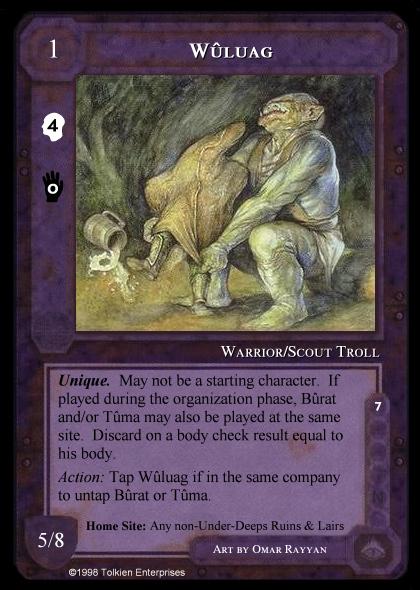 1
WÛLUAG
4
0
WARRIOR/SCOUT TROLL
Unique. May not be a starting character. If
played during the organization phase, Bûrat
and/or Tûma may also be played at the same
site. Discard on a body check result equal to
his body.
7
Action: Tap Wûluag if in the same company
to untap Bûrat or Tûma.
Home Site: Any non-Under-Deeps Ruins & Lairs
5/8
ART BY OMAR RAYYAN
©1998 Tolkien Enterprises